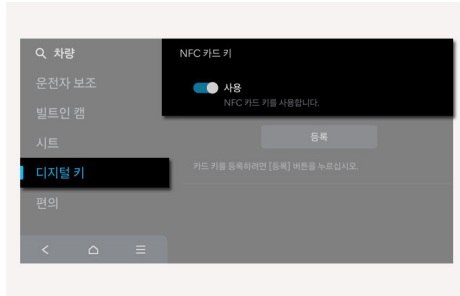 차량
운전자 보조
빌트인 캠
시트
디지털 키
편의
NFC 카드 키
사용
NFC 카드 키를 사용합니다.
등록
카드 키를 등록하려면 [등록] 버튼을 누르십시오.